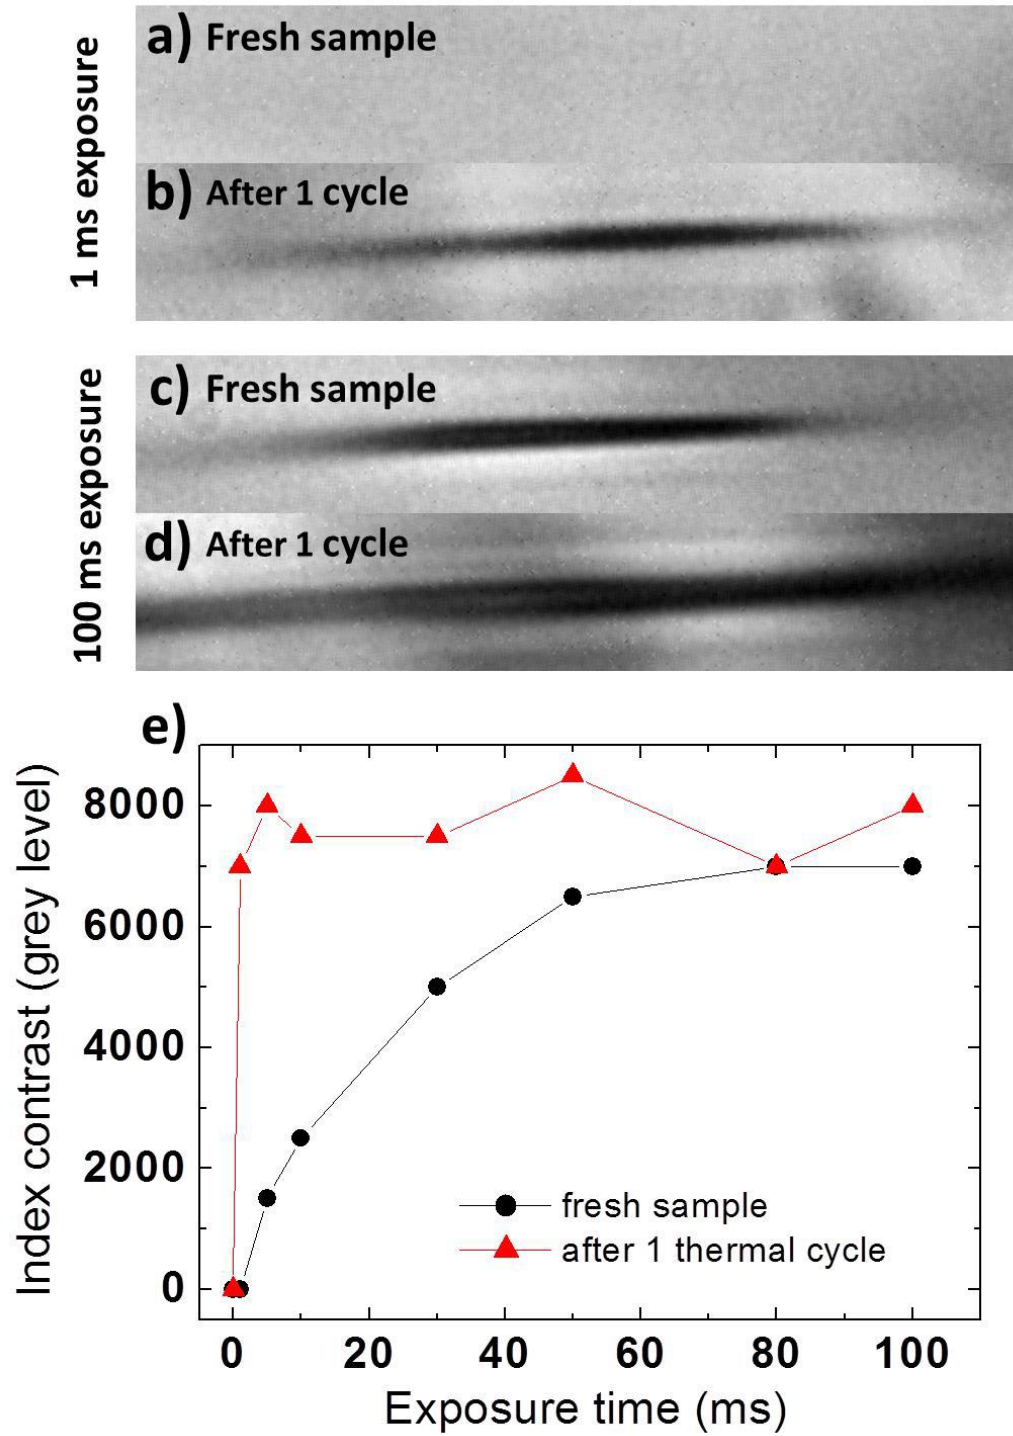 1 ms exposure
a) Fresh sample
b) After 1 cycle
100 ms exposure
c) Fresh sample
d) After 1 cycle
e)
Index contrast (grey level)
8000
6000
4000
2000
0
fresh sample
after 1 thermal cycle
0 20 40 60 80 100
Exposure time (ms)